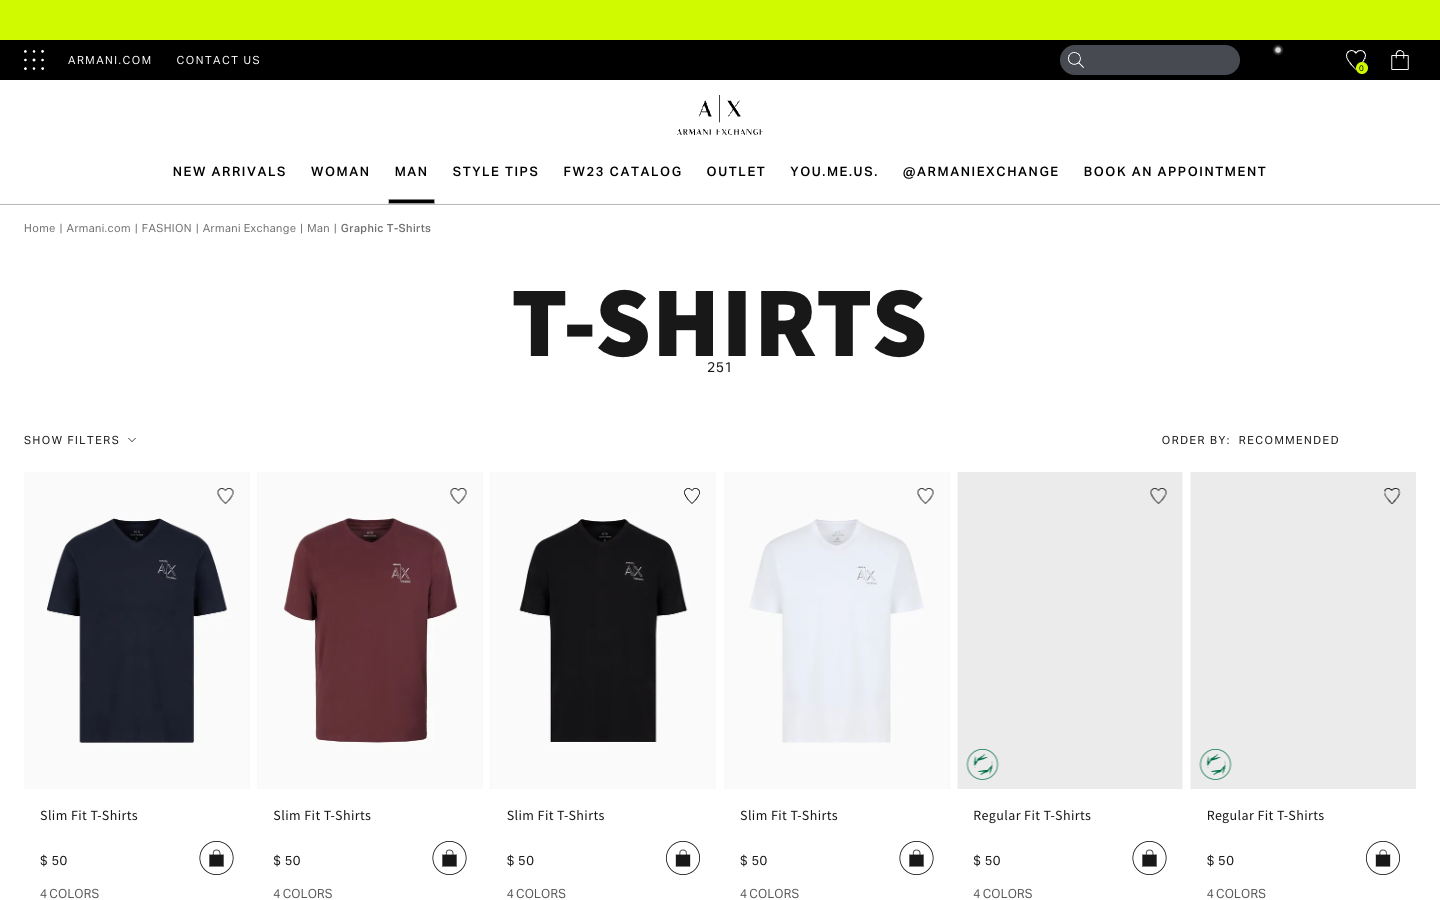 ARMANI.COM CONTACT US
0
A|X
ARMANI EXCHANGE
NEW ARRIVALS WOMAN MAN STYLE TIPS FW23 CATALOG OUTLET YOU.ME.US. @ARMANIEXCHANGE BOOK AN APPOINTMENT
Home | Armani.com | FASHION | Armani Exchange | Man | Graphic T-Shirts
T-SHIRTS
251
SHOW FILTERS ORDER BY: RECOMMENDED
A|X A|X A|X A|X
Slim Fit T-Shirts Slim Fit T-Shirts Slim Fit T-Shirts Slim Fit T-Shirts Regular Fit T-Shirts Regular Fit T-Shirts
$ 50 $ 50 $ 50 $ 50 $ 50 $ 50
4 COLORS 4 COLORS 4 COLORS 4 COLORS 4 COLORS 4 COLORS